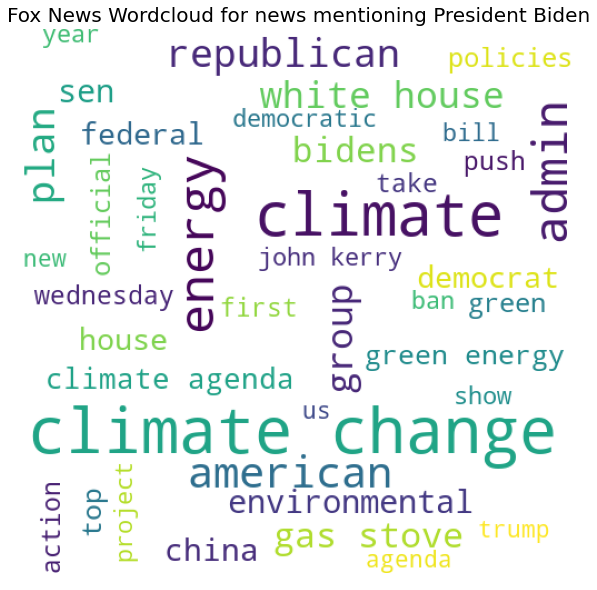 Fox News Wordcloud for news mentioning President Biden
year
republican
policies
sen
white house
plan
democratic
admin
federal
bill
bidens
push
official
friday
energy
take
climate
new
john kerry
democrat
wednesday
first
group
ban
green
house
green energy
climate agenda
show
us
climate change
american
action
top
project
environmental
china
gas stove
trump
agenda